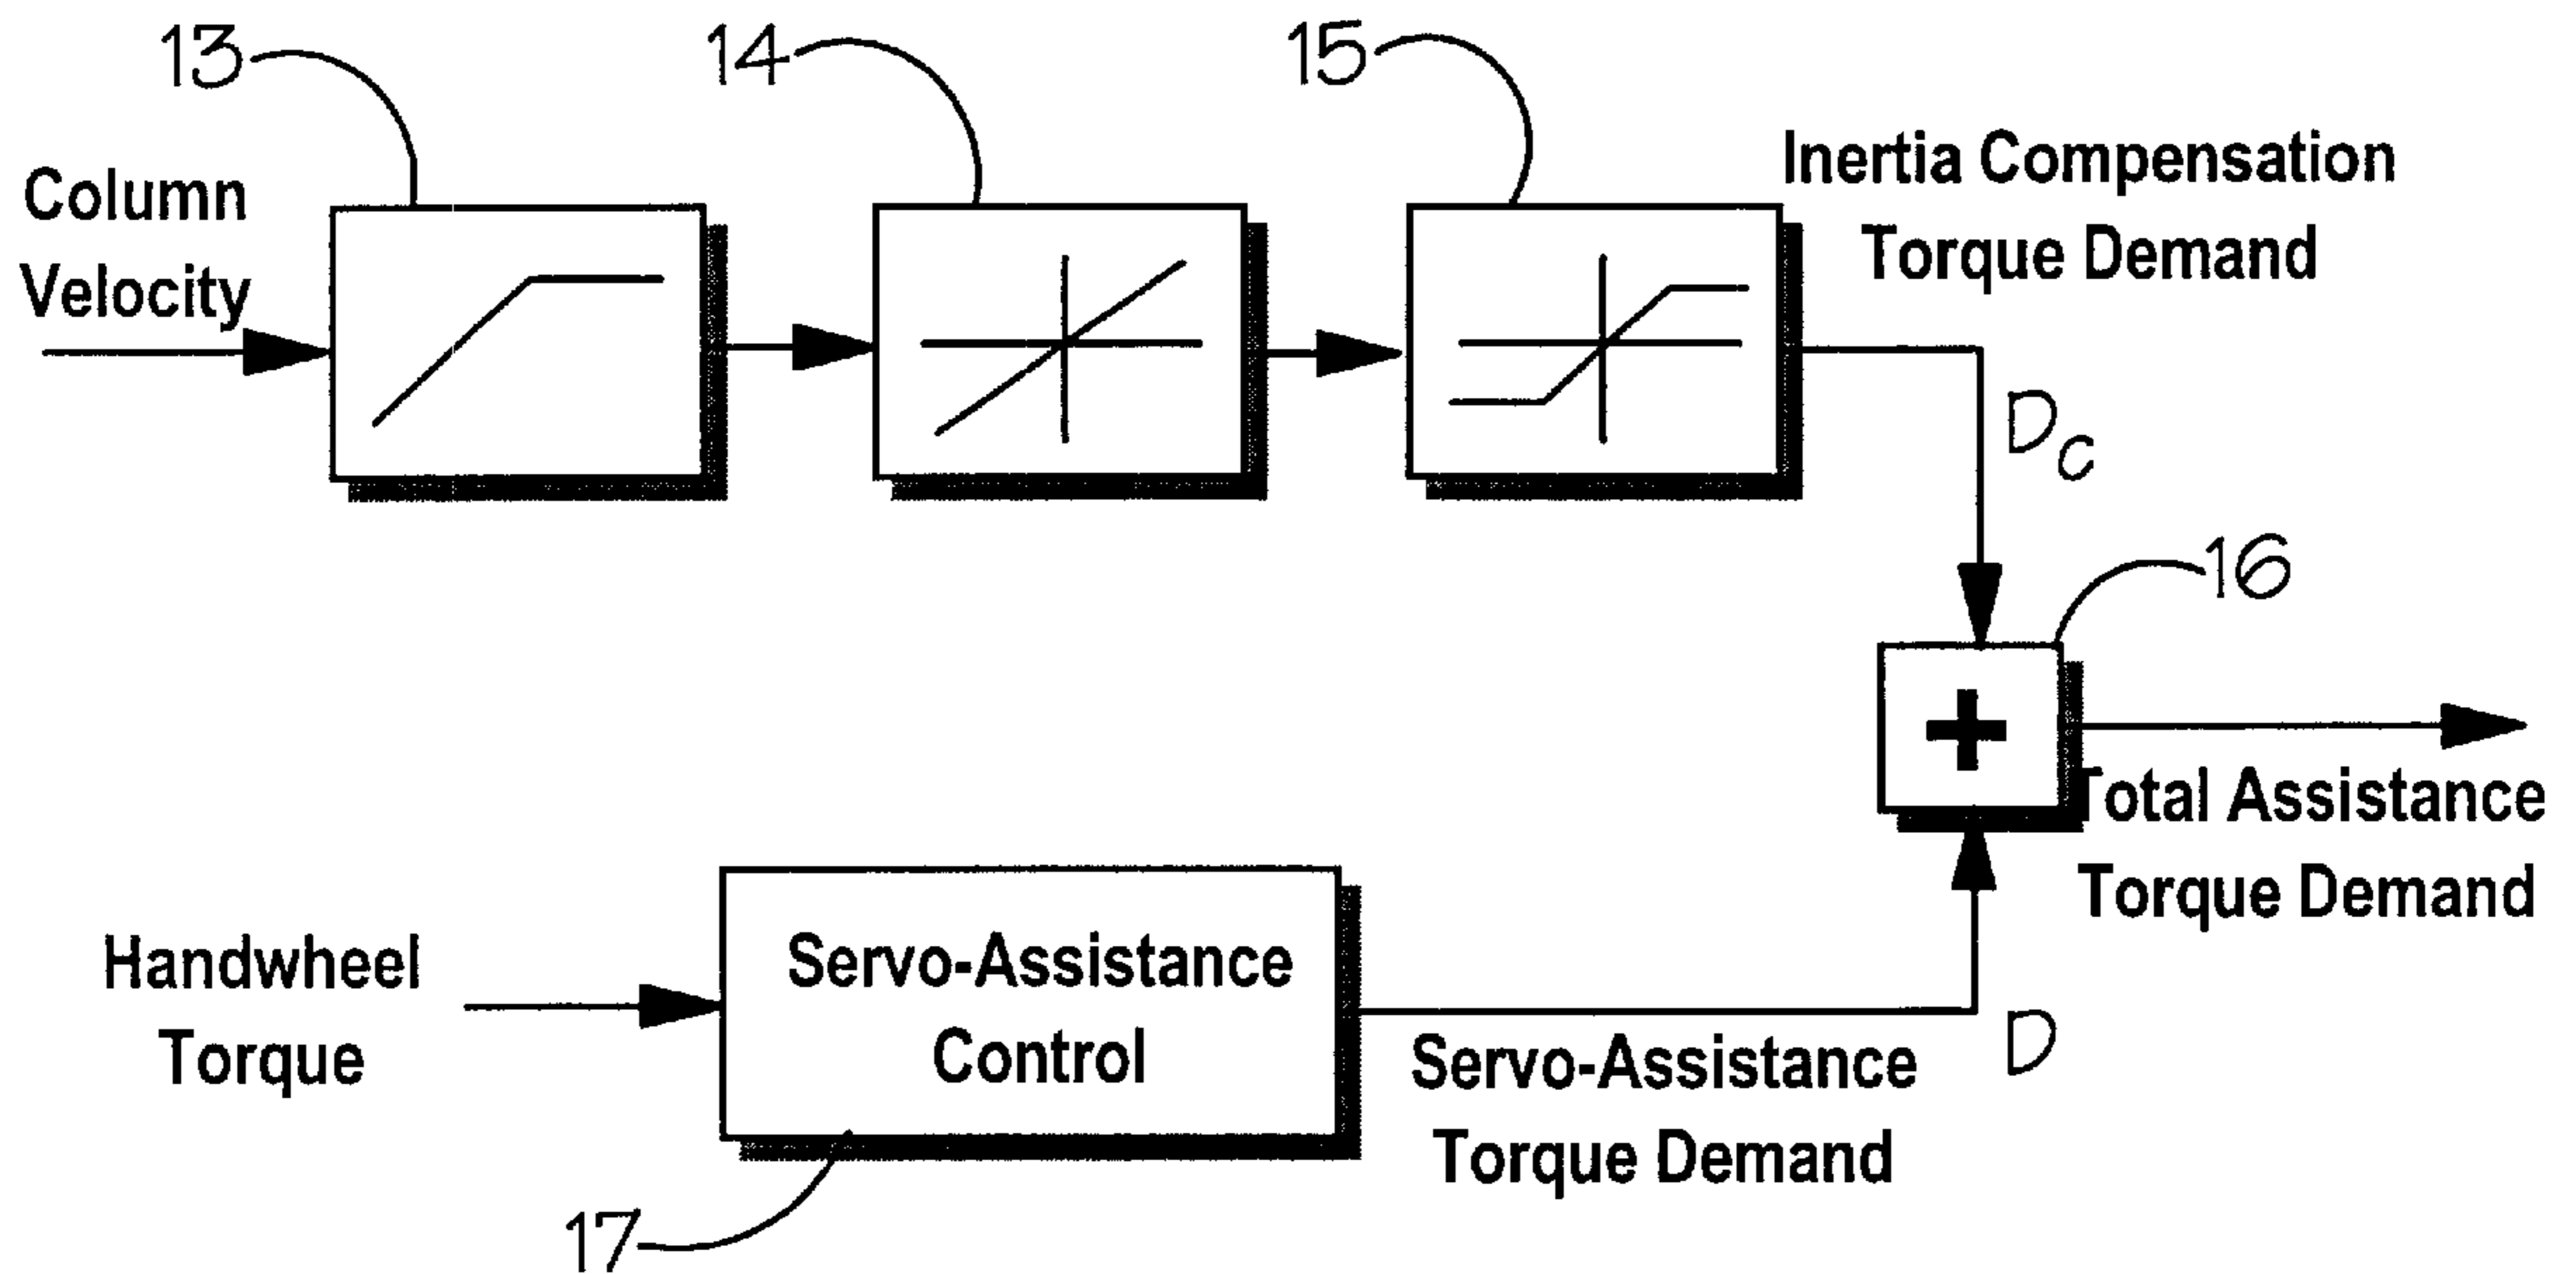 13
14
15
Column
Velocity
Inertia Compensation
Torque Demand
DC
16
+
Total Assistance
Torque Demand
Handwheel
Torque
Servo-Assistance
Control
D
Servo-Assistance
Torque Demand
17